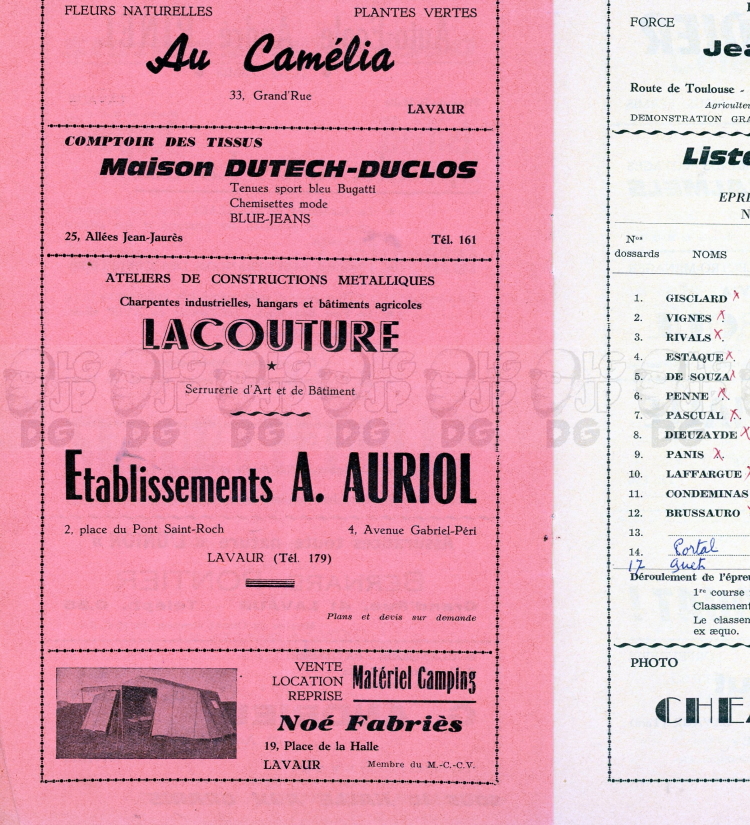 FLEURS NATURELLES PLANTES VERTES
Au Camélia
33, Grand'Rue
LAVAUR
COMPTOIR DES TISSUS
Maison DUTECH-DUCLOS
Tenues sport bleu Bugatti
Chemisettes mode
BLUE-JEANS
25, Allées Jean-Jaurès Tél. 161
ATELIERS DE CONSTRUCTIONS METALLIQUES
Charpentes industrielles, hangars et bâtiments agricoles
LACOUTURE
Serrurerie d'Art et de Bâtiment
Etablissements A. AURIOL
2, place du Pont Saint-Roch 4, Avenue Gabriel-Péri
LAVAUR (Tél. 179)
Plans et devis sur demande
VENTE
LOCATION
REPRISE
Matériel Camping
Noé Fabriès
19, Place de la Halle
LAVAUR Membre du M.-C.-C.V.
FORCE
Jea
Route de Toulouse -
Agriculte
DEMONSTRATION GRA
Liste
EPRE
N
Nos
dossards NOMS
1. GISCLARD
2. VIGNES
3. RIVALS
4. ESTAQUE
5. DE SOUZA
6. PENNE
7. PASCUAL
8. DIEUZAYDE
9. PANIS
10. LAFFARGUE
11. CONDEMINAS
12. BRUSSAURO
13.
14. Portal
17 Guet
Déroulement de l'épreu
1re course
Classement
Le classen
ex æquo.
PHOTO
CHEZ
LG
JP
DG